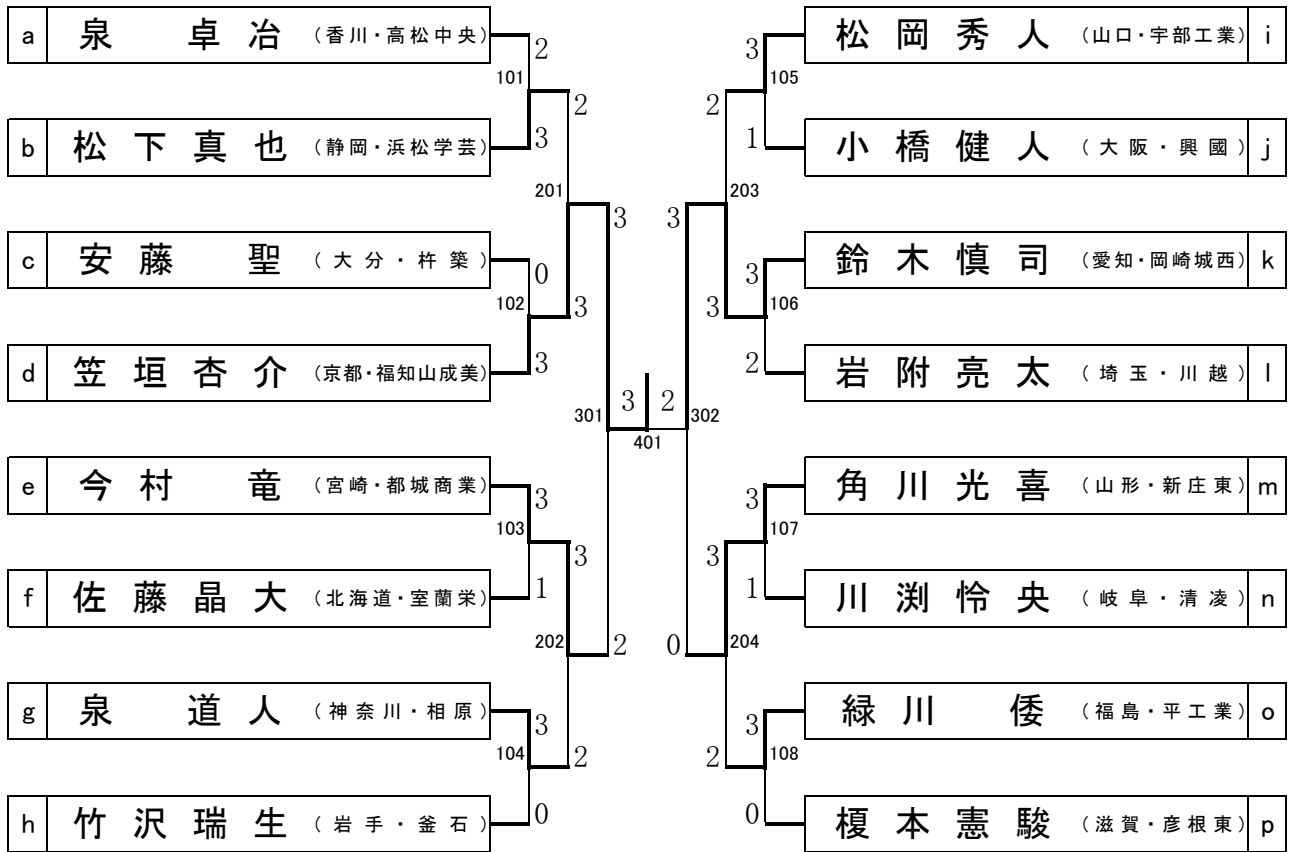 a 泉 卓 冶 (香川・高松中央)
2
101
2
3
b 松 下 真 也 (静岡・浜松学芸)
201
3
c 安 藤 聖 (大分・杵築)
0
102
3
3
d 笠 垣 杏 介 (京都・福知山成美)
301
3
2
401
302
e 今 村 竜 (宮崎・都城商業)
3
103
3
1
f 佐 藤 晶 大 (北海道・室蘭栄)
202
2
g 泉 道 人 (神奈川・相原)
3
104
2
0
h 竹 沢 瑞 生 (岩手・釜石)
松 岡 秀 人 (山口・宇部工業) i
3
105
2
1
小 橋 健 人 (大阪・興國) j
203
3
鈴 木 慎 司 (愛知・岡崎城西) k
3
106
3
2
岩 附 亮 太 (埼玉・川越) l
角 川 光 喜 (山形・新庄東) m
3
107
3
1
川 渕 怜 央 (岐阜・清凌) n
0
204
緑 川 倭 (福島・平工業) o
3
108
2
0
榎 本 憲 駿 (滋賀・彦根東) p